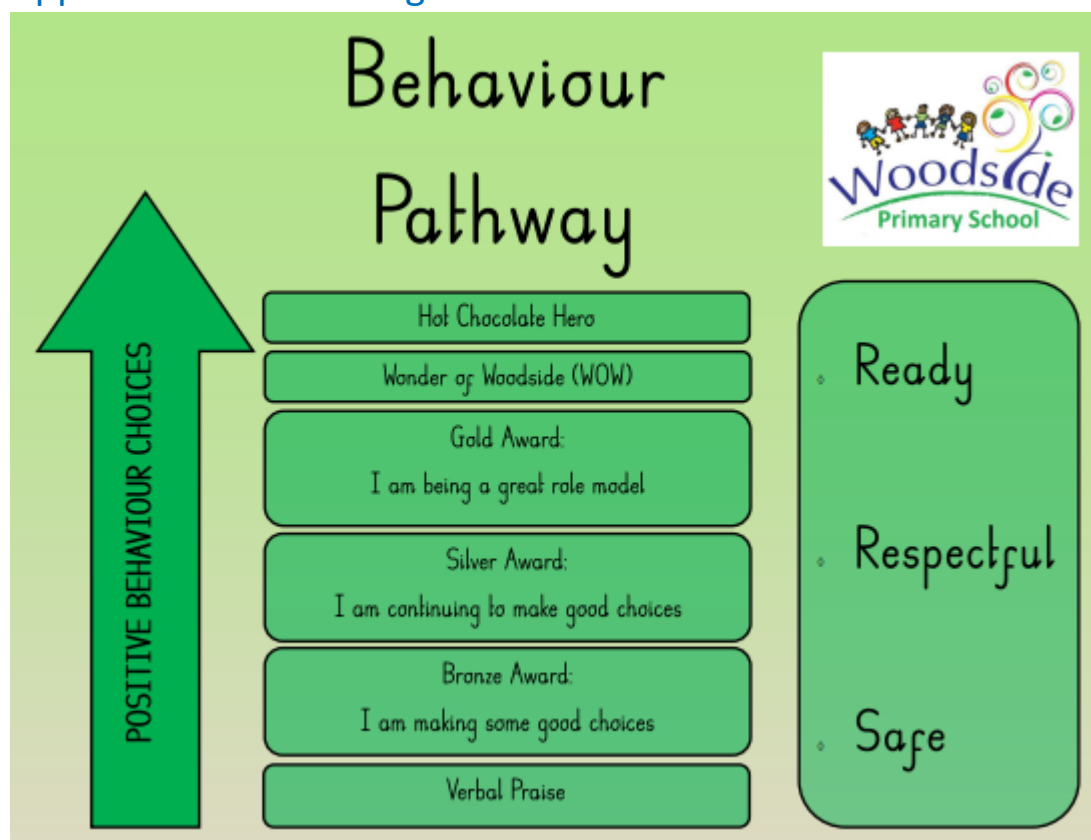 Behaviour
Pathway
Woodside
Primary School
POSITIVE BEHAVIOUR CHOICES
Hot Chocolate Hero
Wonder of Woodside (WOW)
Gold Award:
I am being a great role model
Silver Award:
I am continuing to make good choices
Bronze Award:
I am making some good choices
Verbal Praise
Ready
Respectful
Safe